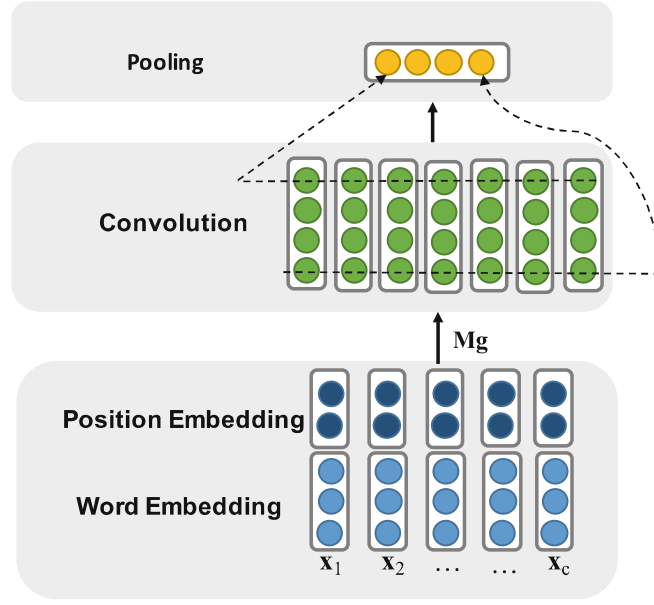 Pooling
Convolution
Mg
Position Embedding
Word Embedding
x1 x2 ... ... xc